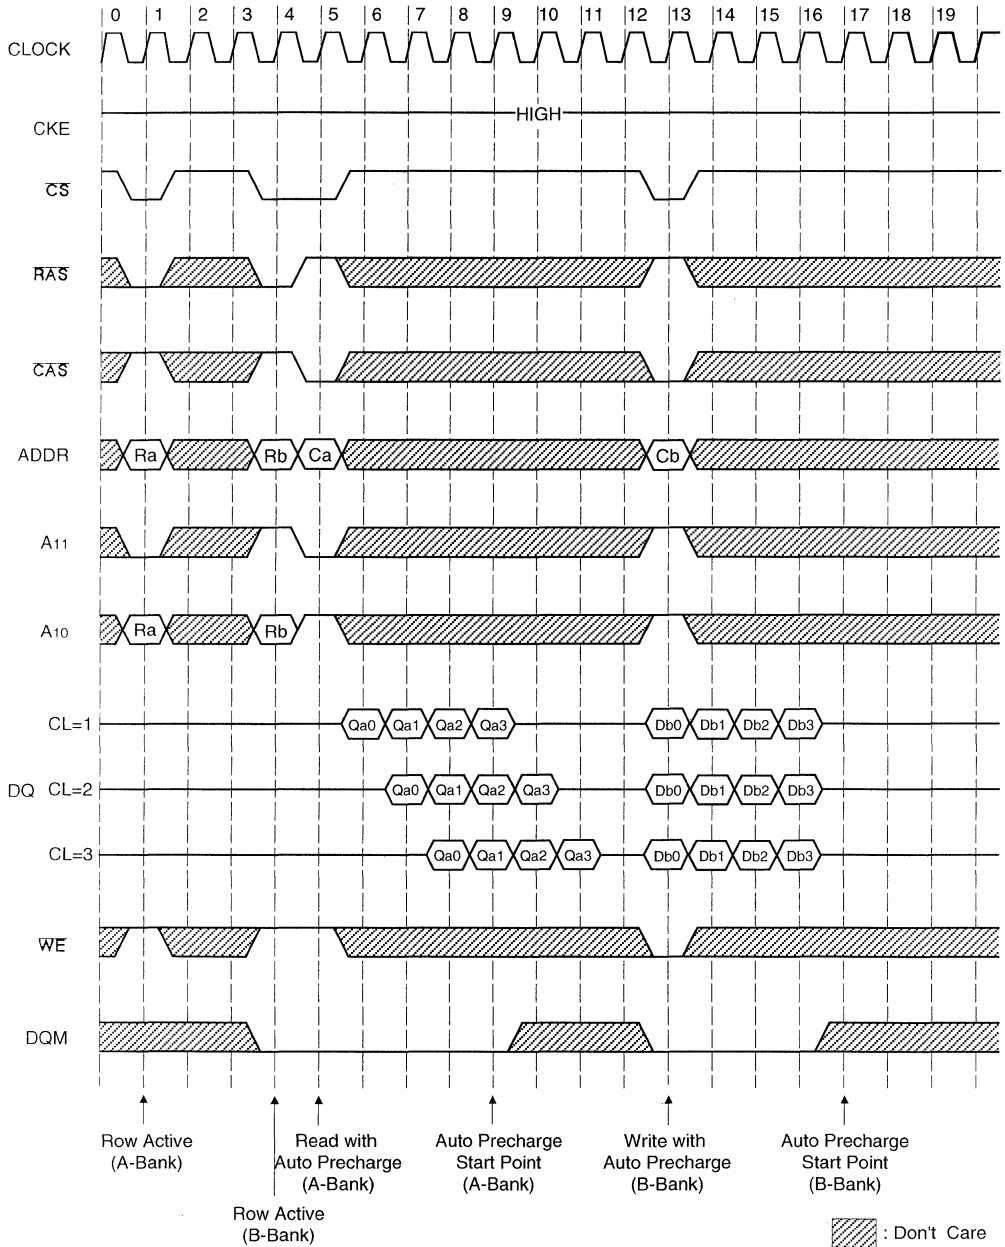 0 1 2 3 4 5 6 7 8 9 10 11 12 13 14 15 16 17 18 19
CLOCK
HIGH
CKE
CS
RAS
CAS
ADDR Ra Rb Ca Cb
A11
A10 Ra Rb
CL=1 Qa0 Qa1 Qa2 Qa3 Db0 Db1 Db2 Db3
DQ CL=2 Qa0 Qa1 Qa2 Qa3 Db0 Db1 Db2 Db3
CL=3 Qa0 Qa1 Qa2 Qa3 Db0 Db1 Db2 Db3
WE
DQM
Row Active
(A-Bank)
Read with
Auto Precharge
(A-Bank)
Auto Precharge
Start Point
(A-Bank)
Write with
Auto Precharge
(B-Bank)
Auto Precharge
Start Point
(B-Bank)
Row Active
(B-Bank)
: Don't Care